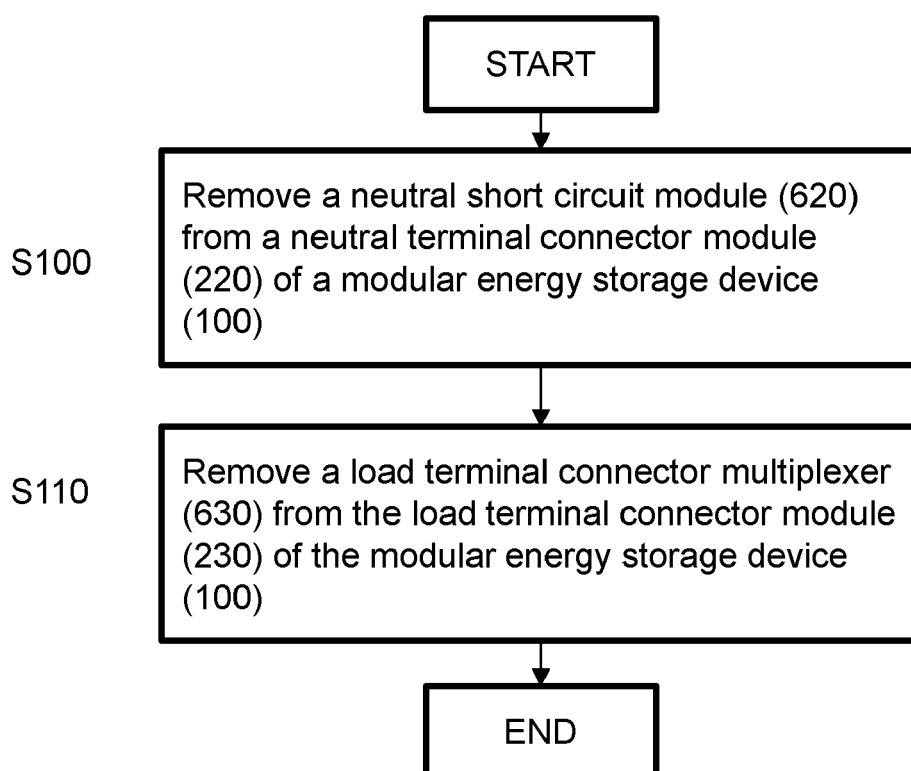 START
S100
Remove a neutral short circuit module (620)
from a neutral terminal connector module
(220) of a modular energy storage device
(100)
S110
Remove a load terminal connector multiplexer
(630) from the load terminal connector module
(230) of the modular energy storage device
(100)
END